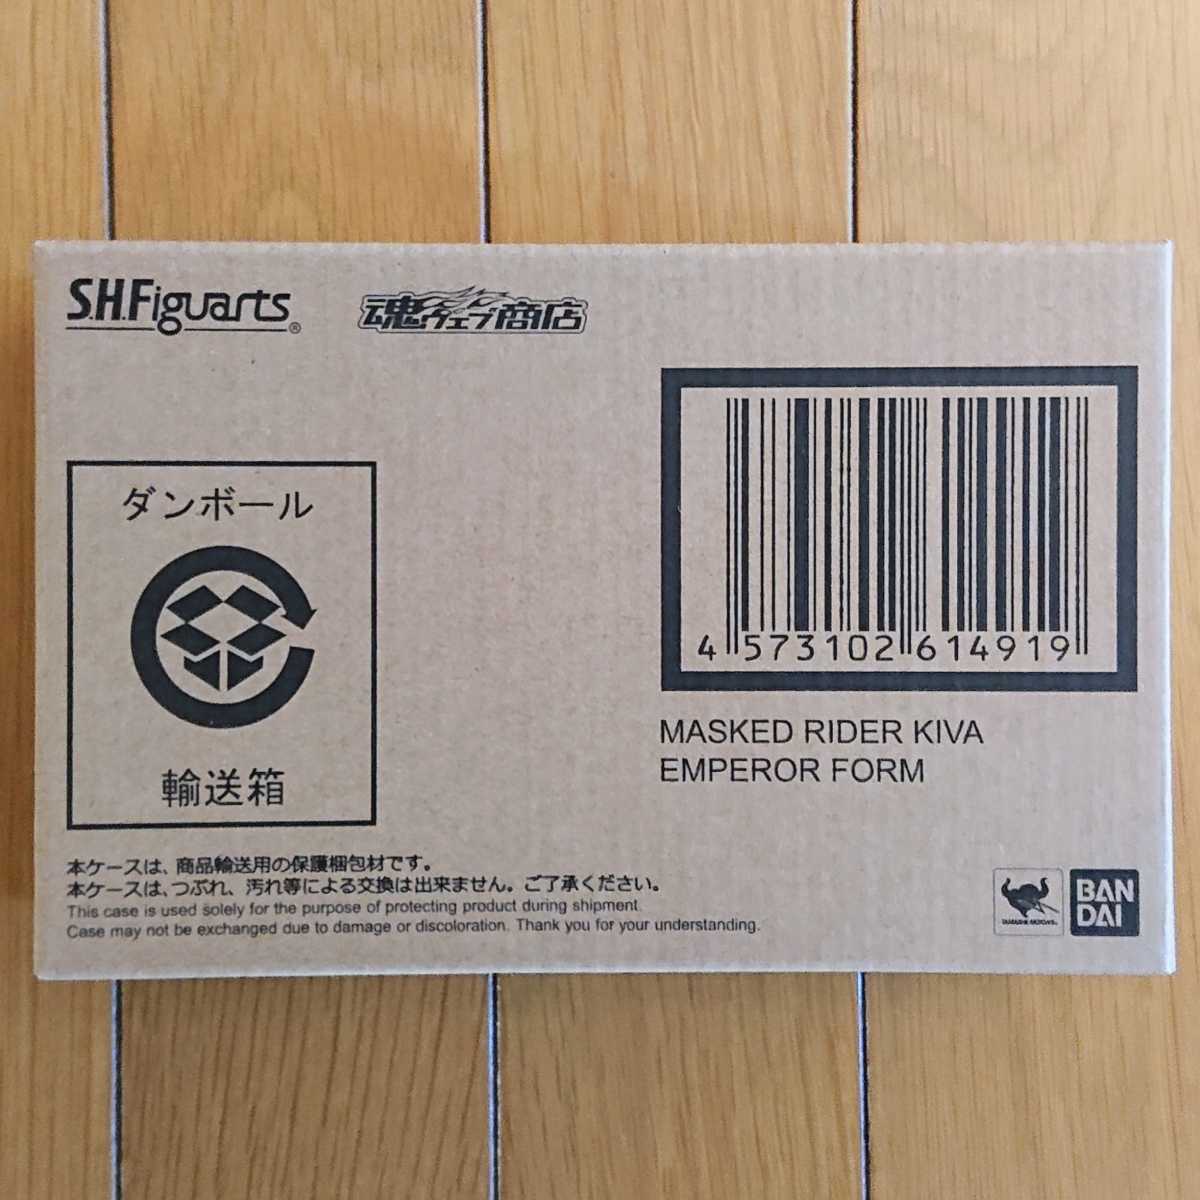 S.H.Figuarts®
魂ウェブ商店
4 573102 614919
MASKED RIDER KIVA
EMPEROR FORM
ダンボール
輸送箱
本ケースは、商品輸送用の保護梱包材です。
本ケースは、つぶれ、汚れ等による交換は出来ません。ご了承ください。
This case is used solely for the purpose of protecting product during shipment.
Case may not be exchanged due to damage or discoloration. Thank you for your understanding.
TAMASHII NATIONS
BAN
DAI